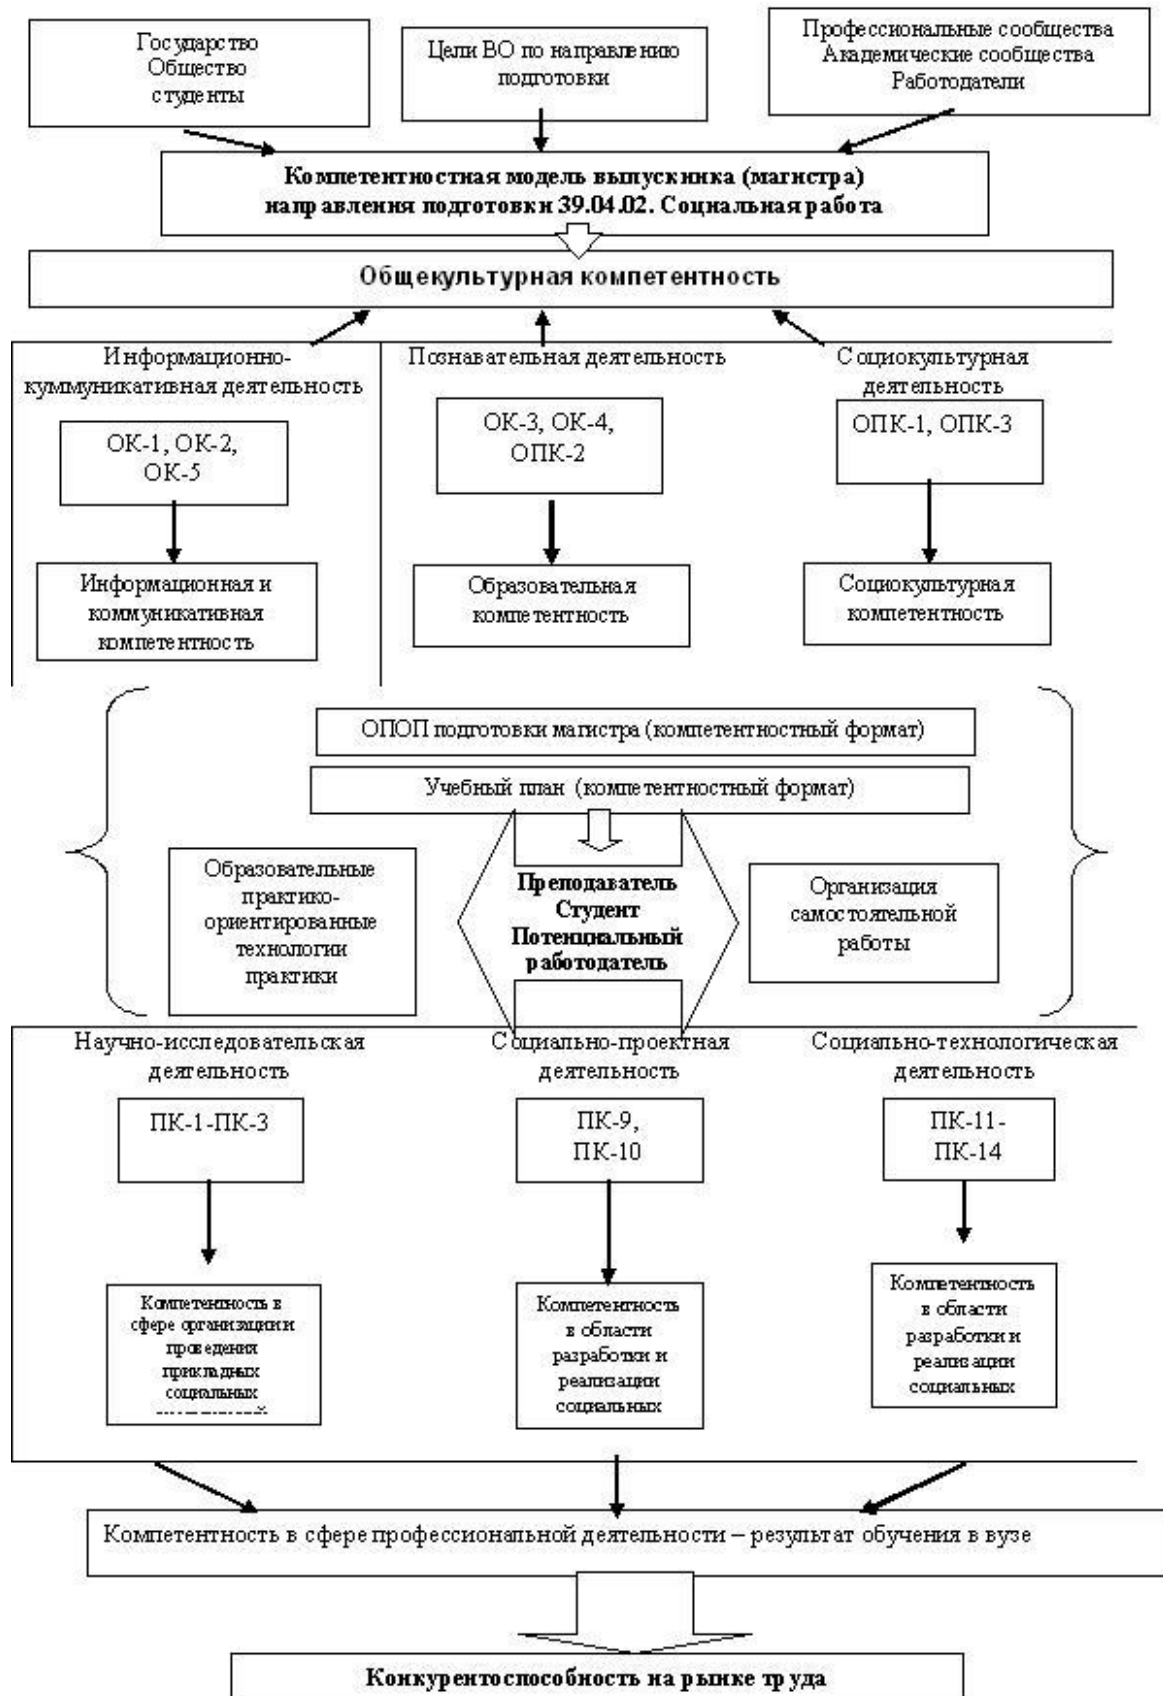 Государство
Общество
студенты
Цели ВО по направлению
подготовки
Профессиональные сообщества
Академические сообщества
Работодатели
Компетентностная модель выпускника (магистра)
направления подготовки 39.04.02. Социальная работа
Общекультурная компетентность
Информационно-
куммуникативная деятельность
Познавательная деятельность
Социокультурная
деятельность
ОК-1, ОК-2,
ОК-5
ОК-3, ОК-4,
ОПК-2
ОПК-1, ОПК-3
Информационная и
коммуникативная
компетентность
Образовательная
компетентность
Социокультурная
компетентность
ОПОП подготовки магистра (компетентностный формат)
Учебный план (компетентностный формат)
Образовательные
практико-
ориентированные
технологии
практики
Преподаватель
Студент
Потенциальный
работодатель
Организация
самостоятельной
работы
Научно-исследовательская
деятельность
Социально-проектная
деятельность
Социально-технологическая
деятельность
ПК-1-ПК-3
ПК-9,
ПК-10
ПК-11-
ПК-14
Компетентность в
сфере организации и
проведения
прикладных
социальных
Компетентность
в области
разработки и
реализации
социальных
Компетентность
в области
разработки и
реализации
социальных
Компетентность в сфере профессиональной деятельности – результат обучения в вузе
Конкурентоспособность на рынке труда